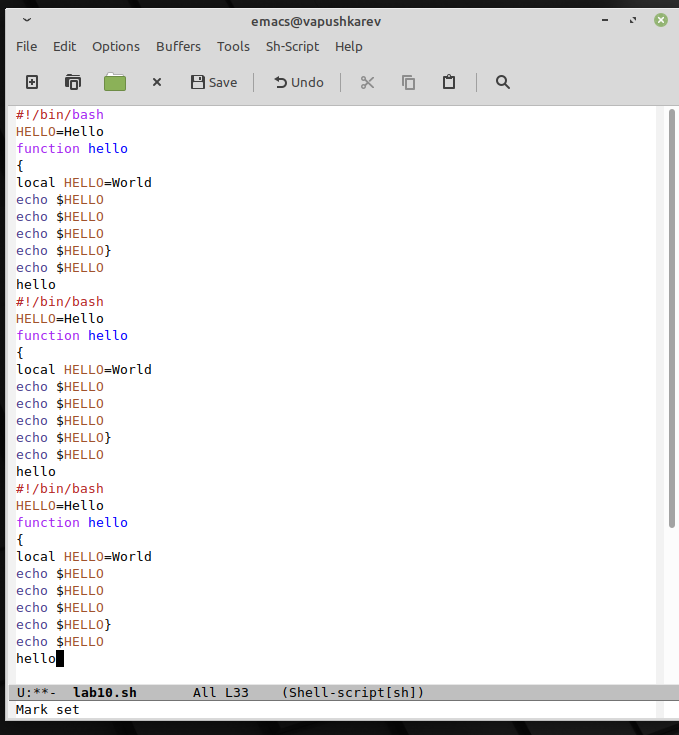 emacs@vapushkarev
File Edit Options Buffers Tools Sh-Script Help
Save Undo
#!/bin/bash
HELLO=Hello
function hello
{
local HELLO=World
echo $HELLO
echo $HELLO
echo $HELLO
echo $HELLO}
echo $HELLO
hello
#!/bin/bash
HELLO=Hello
function hello
{
local HELLO=World
echo $HELLO
echo $HELLO
echo $HELLO
echo $HELLO}
echo $HELLO
hello
#!/bin/bash
HELLO=Hello
function hello
{
local HELLO=World
echo $HELLO
echo $HELLO
echo $HELLO
echo $HELLO}
echo $HELLO
hello
U:**-  lab10.sh       All L33    (Shell-script[sh])
Mark set